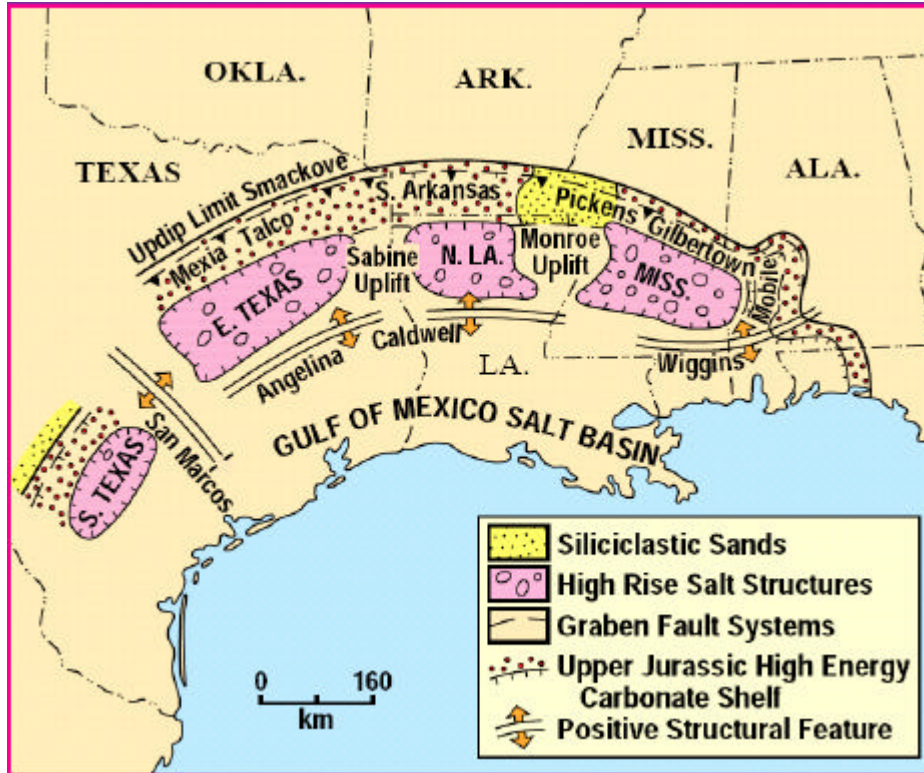 OKLA.
ARK.
MISS.
ALA.
TEXAS
Updip Limit Smackove
Mexia Talco
S. Arkansas
Pickens
Gilbertown
Mobile
Sabine
Uplift
N. LA.
Monroe
Uplift
MISS.
E. TEXAS
Angelina
Caldwell
LA.
Wiggins
San Marcos
S. TEXAS
GULF OF MEXICO SALT BASIN
Siliciclastic Sands
High Rise Salt Structures
Graben Fault Systems
Upper Jurassic High Energy
Carbonate Shelf
Positive Structural Feature
0 160
km